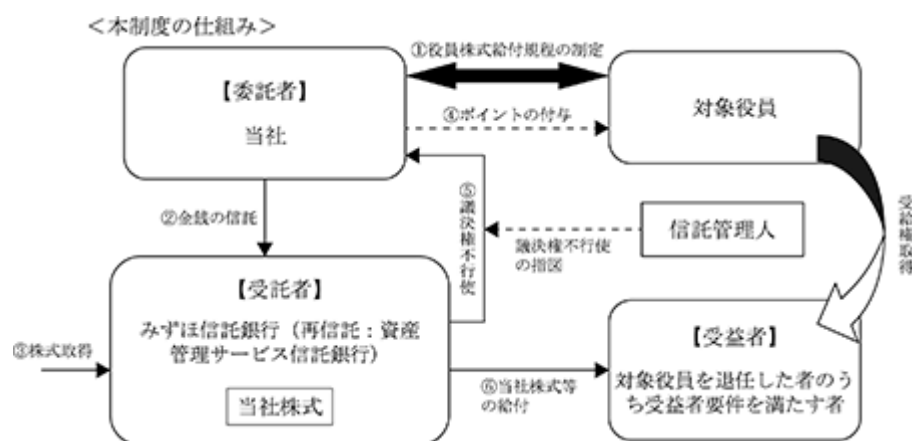 ＜本制度の仕組み＞
①役員株式給付規程の制定
【委託者】
当社
対象役員
④ポイントの付与
②金銭の信託
⑤議決権不行使
議決権不行使
の指図
信託管理人
受給権取得
【受託者】
みずほ信託銀行（再信託：資産
管理サービス信託銀行）
当社株式
③株式取得
⑥当社株式等
の給付
【受益者】
対象役員を退任した者のう
ち受益者要件を満たす者